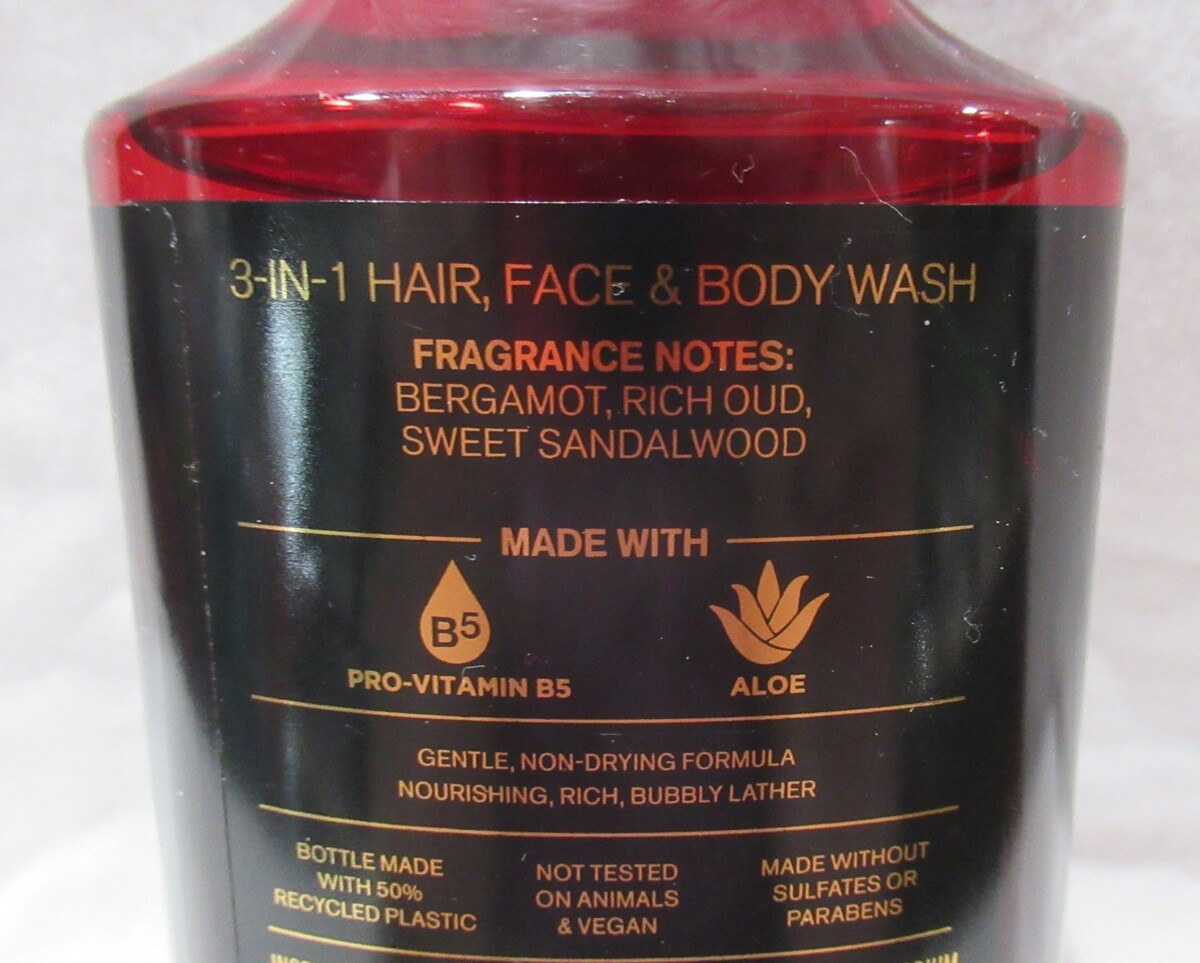 3-IN-1 HAIR, FACE & BODY WASH
FRAGRANCE NOTES:
BERGAMOT, RICH OUD,
SWEET SANDALWOOD
MADE WITH
B5
PRO-VITAMIN B5
ALOE
GENTLE, NON-DRYING FORMULA
NOURISHING, RICH, BUBBLY LATHER
BOTTLE MADE
WITH 50%
RECYCLED PLASTIC
NOT TESTED
ON ANIMALS
& VEGAN
MADE WITHOUT
SULFATES OR
PARABENS